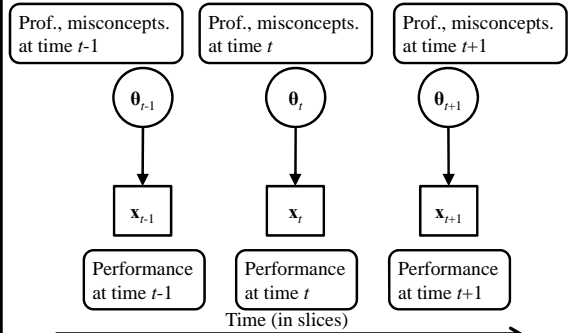 Prof., misconcepts.
at time t-1
Prof., misconcepts.
at time t
Prof., misconcepts.
at time t+1
θt-1
θt
θt+1
xt-1
xt
xt+1
Performance
at time t-1
Performance
at time t
Performance
at time t+1
Time (in slices)